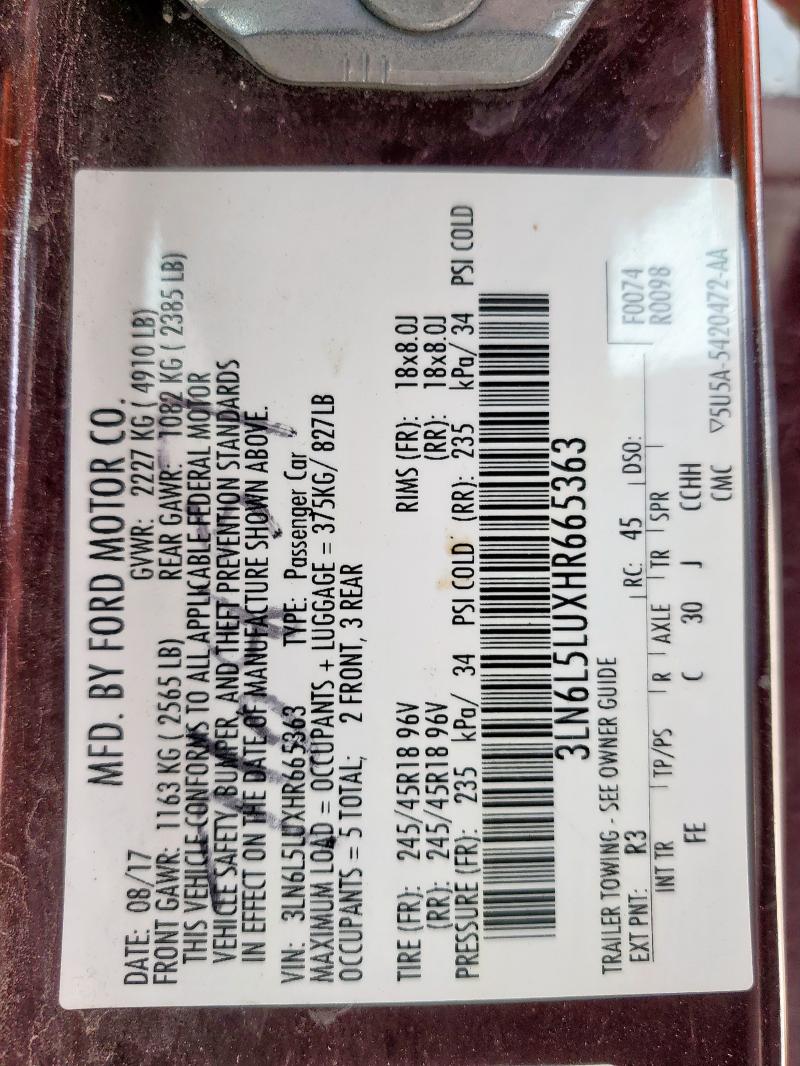 MFD. BY FORD MOTOR CO.
DATE: 08/17 GVWR: 2227 KG ( 4910 LB)
FRONT GAWR: 1163 KG ( 2565 LB) REAR GAWR: 1082 KG ( 2385 LB)
THIS VEHICLE CONFORMS TO ALL APPLICABLE FEDERAL MOTOR
VEHICLE SAFETY, BUMPER, AND THEFT PREVENTION STANDARDS
IN EFFECT ON THE DATE OF MANUFACTURE SHOWN ABOVE.
VIN: 3LN6L5LUXHR665363 TYPE: Passenger Car
MAXIMUM LOAD = OCCUPANTS + LUGGAGE = 375KG/ 827LB
OCCUPANTS = 5 TOTAL; 2 FRONT, 3 REAR
TIRE (FR): 245/45R18 96V RIMS (FR): 18x8.0J
(RR): 245/45R18 96V (RR): 18x8.0J
PRESSURE (FR): 235 kPa/ 34 PSI COLD (RR): 235 kPa/ 34 PSI COLD
3LN6L5LUXHR665363
TRAILER TOWING - SEE OWNER GUIDE
F0074
EXT PNT: R3 RC: 45 DSO: R0098
INT TR TP/PS R AXLE TR SPR
FE C 30 J CCHH
CMC ▽5U5A-5420472-AA